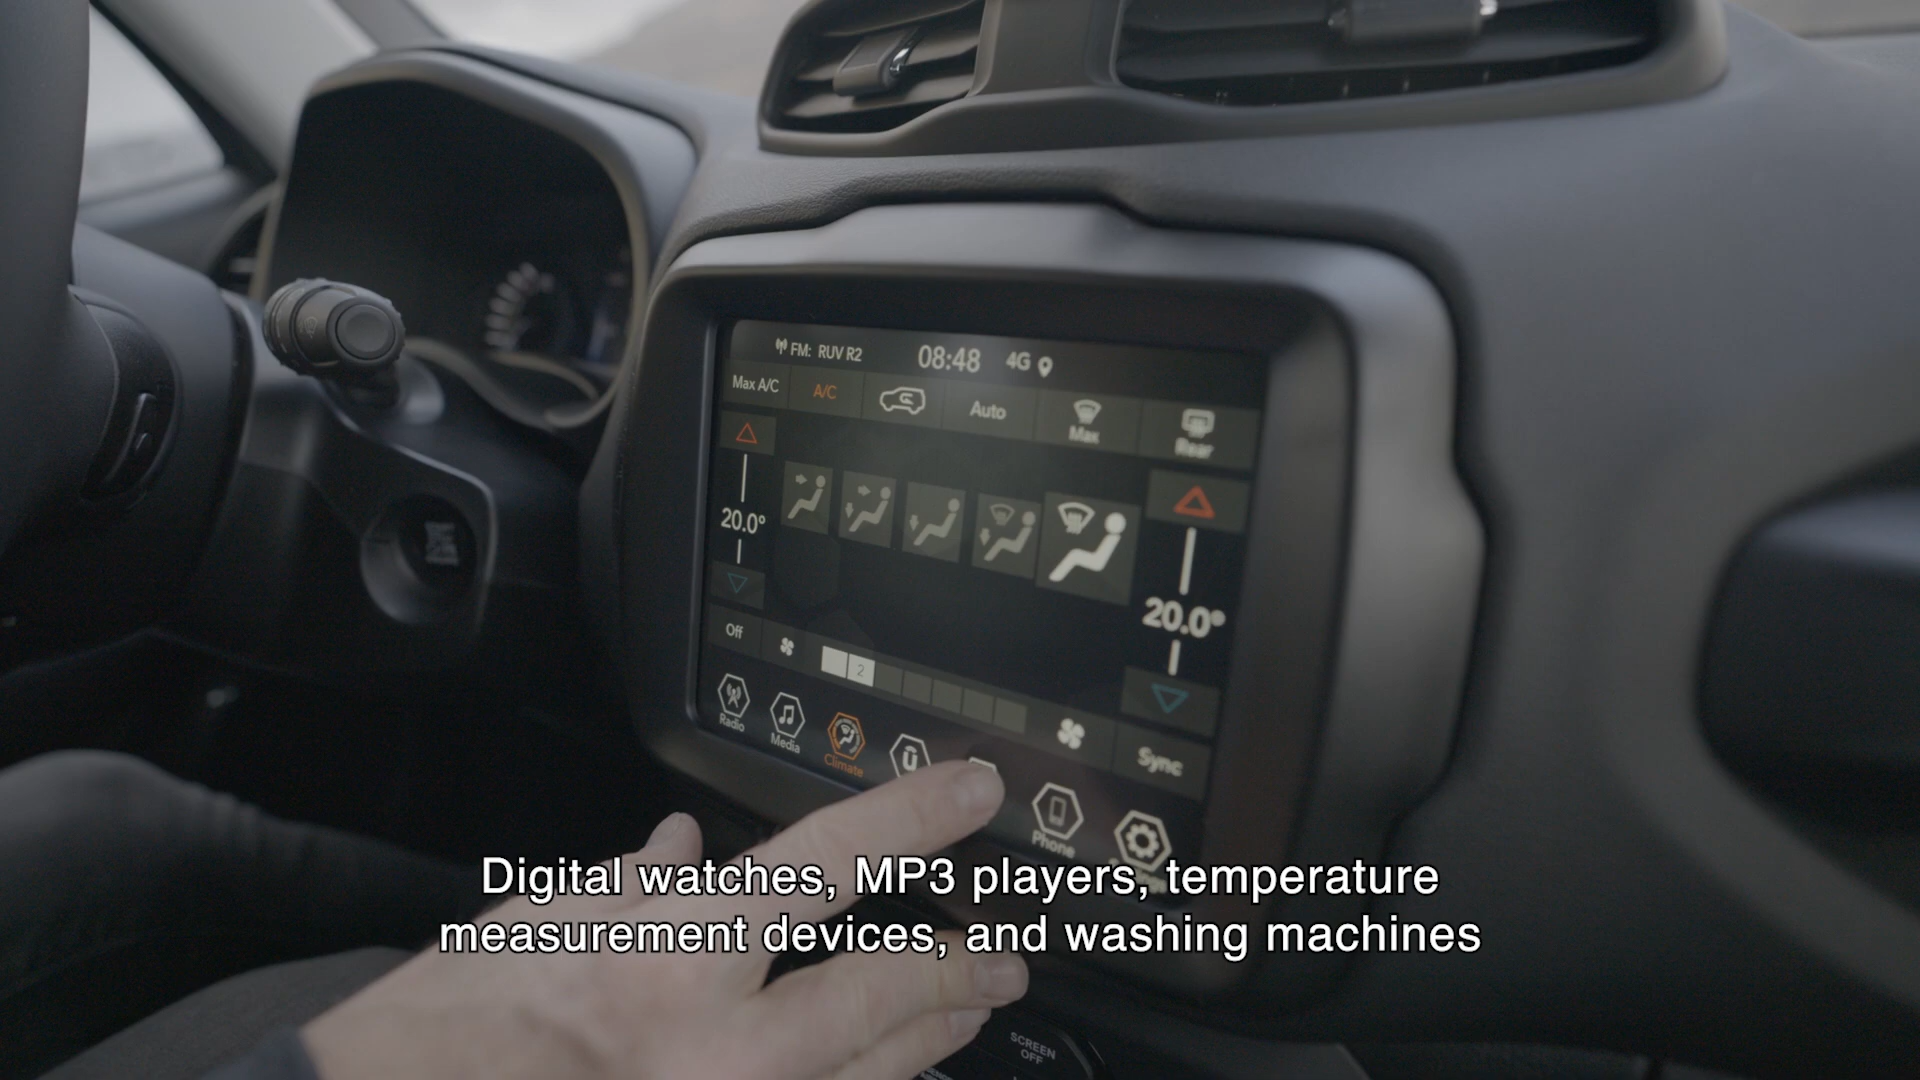 FM: RUV R2 08:48 4G
Max A/C A/C Auto Max Rear
20.0°
20.0°
Off 2
Sync
Radio Media Climate Phone
Digital watches, MP3 players, temperature
measurement devices, and washing machines
SCREEN
OFF